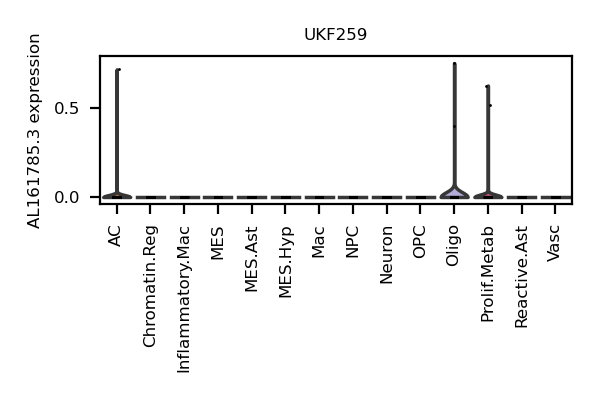 UKF259
AL161785.3 expression
0.5
0.0
AC
Chromatin.Reg
Inflammatory.Mac
MES
MES.Ast
MES.Hyp
Mac
NPC
Neuron
OPC
Oligo
Prolif.Metab
Reactive.Ast
Vasc